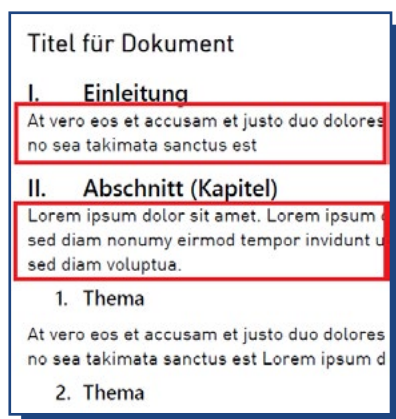 Titel für Dokument
I. Einleitung
At vero eos et accusam et justo duo dolores
no sea takimata sanctus est
II. Abschnitt (Kapitel)
Lorem ipsum dolor sit amet. Lorem ipsum
sed diam nonumy eirmod tempor invidunt
sed diam voluptua.
1. Thema
At vero eos et accusam et justo duo dolores
no sea takimata sanctus est Lorem ipsum
2. Thema